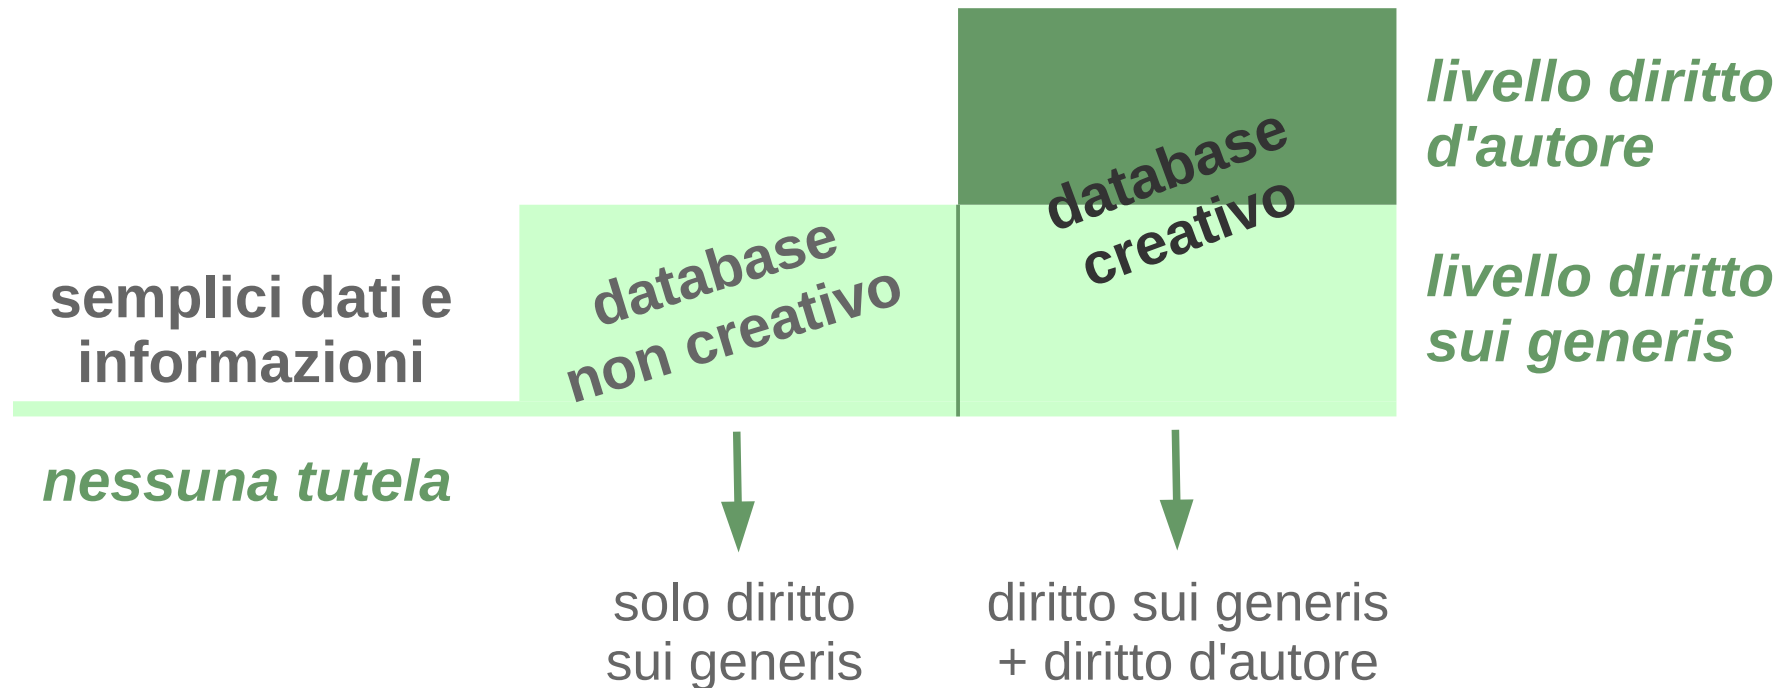 semplici dati e
informazioni
nessuna tutela
database
non creativo
database
creativo
livello diritto
d'autore
livello diritto
sui generis
solo diritto
sui generis
diritto sui generis
+ diritto d'autore